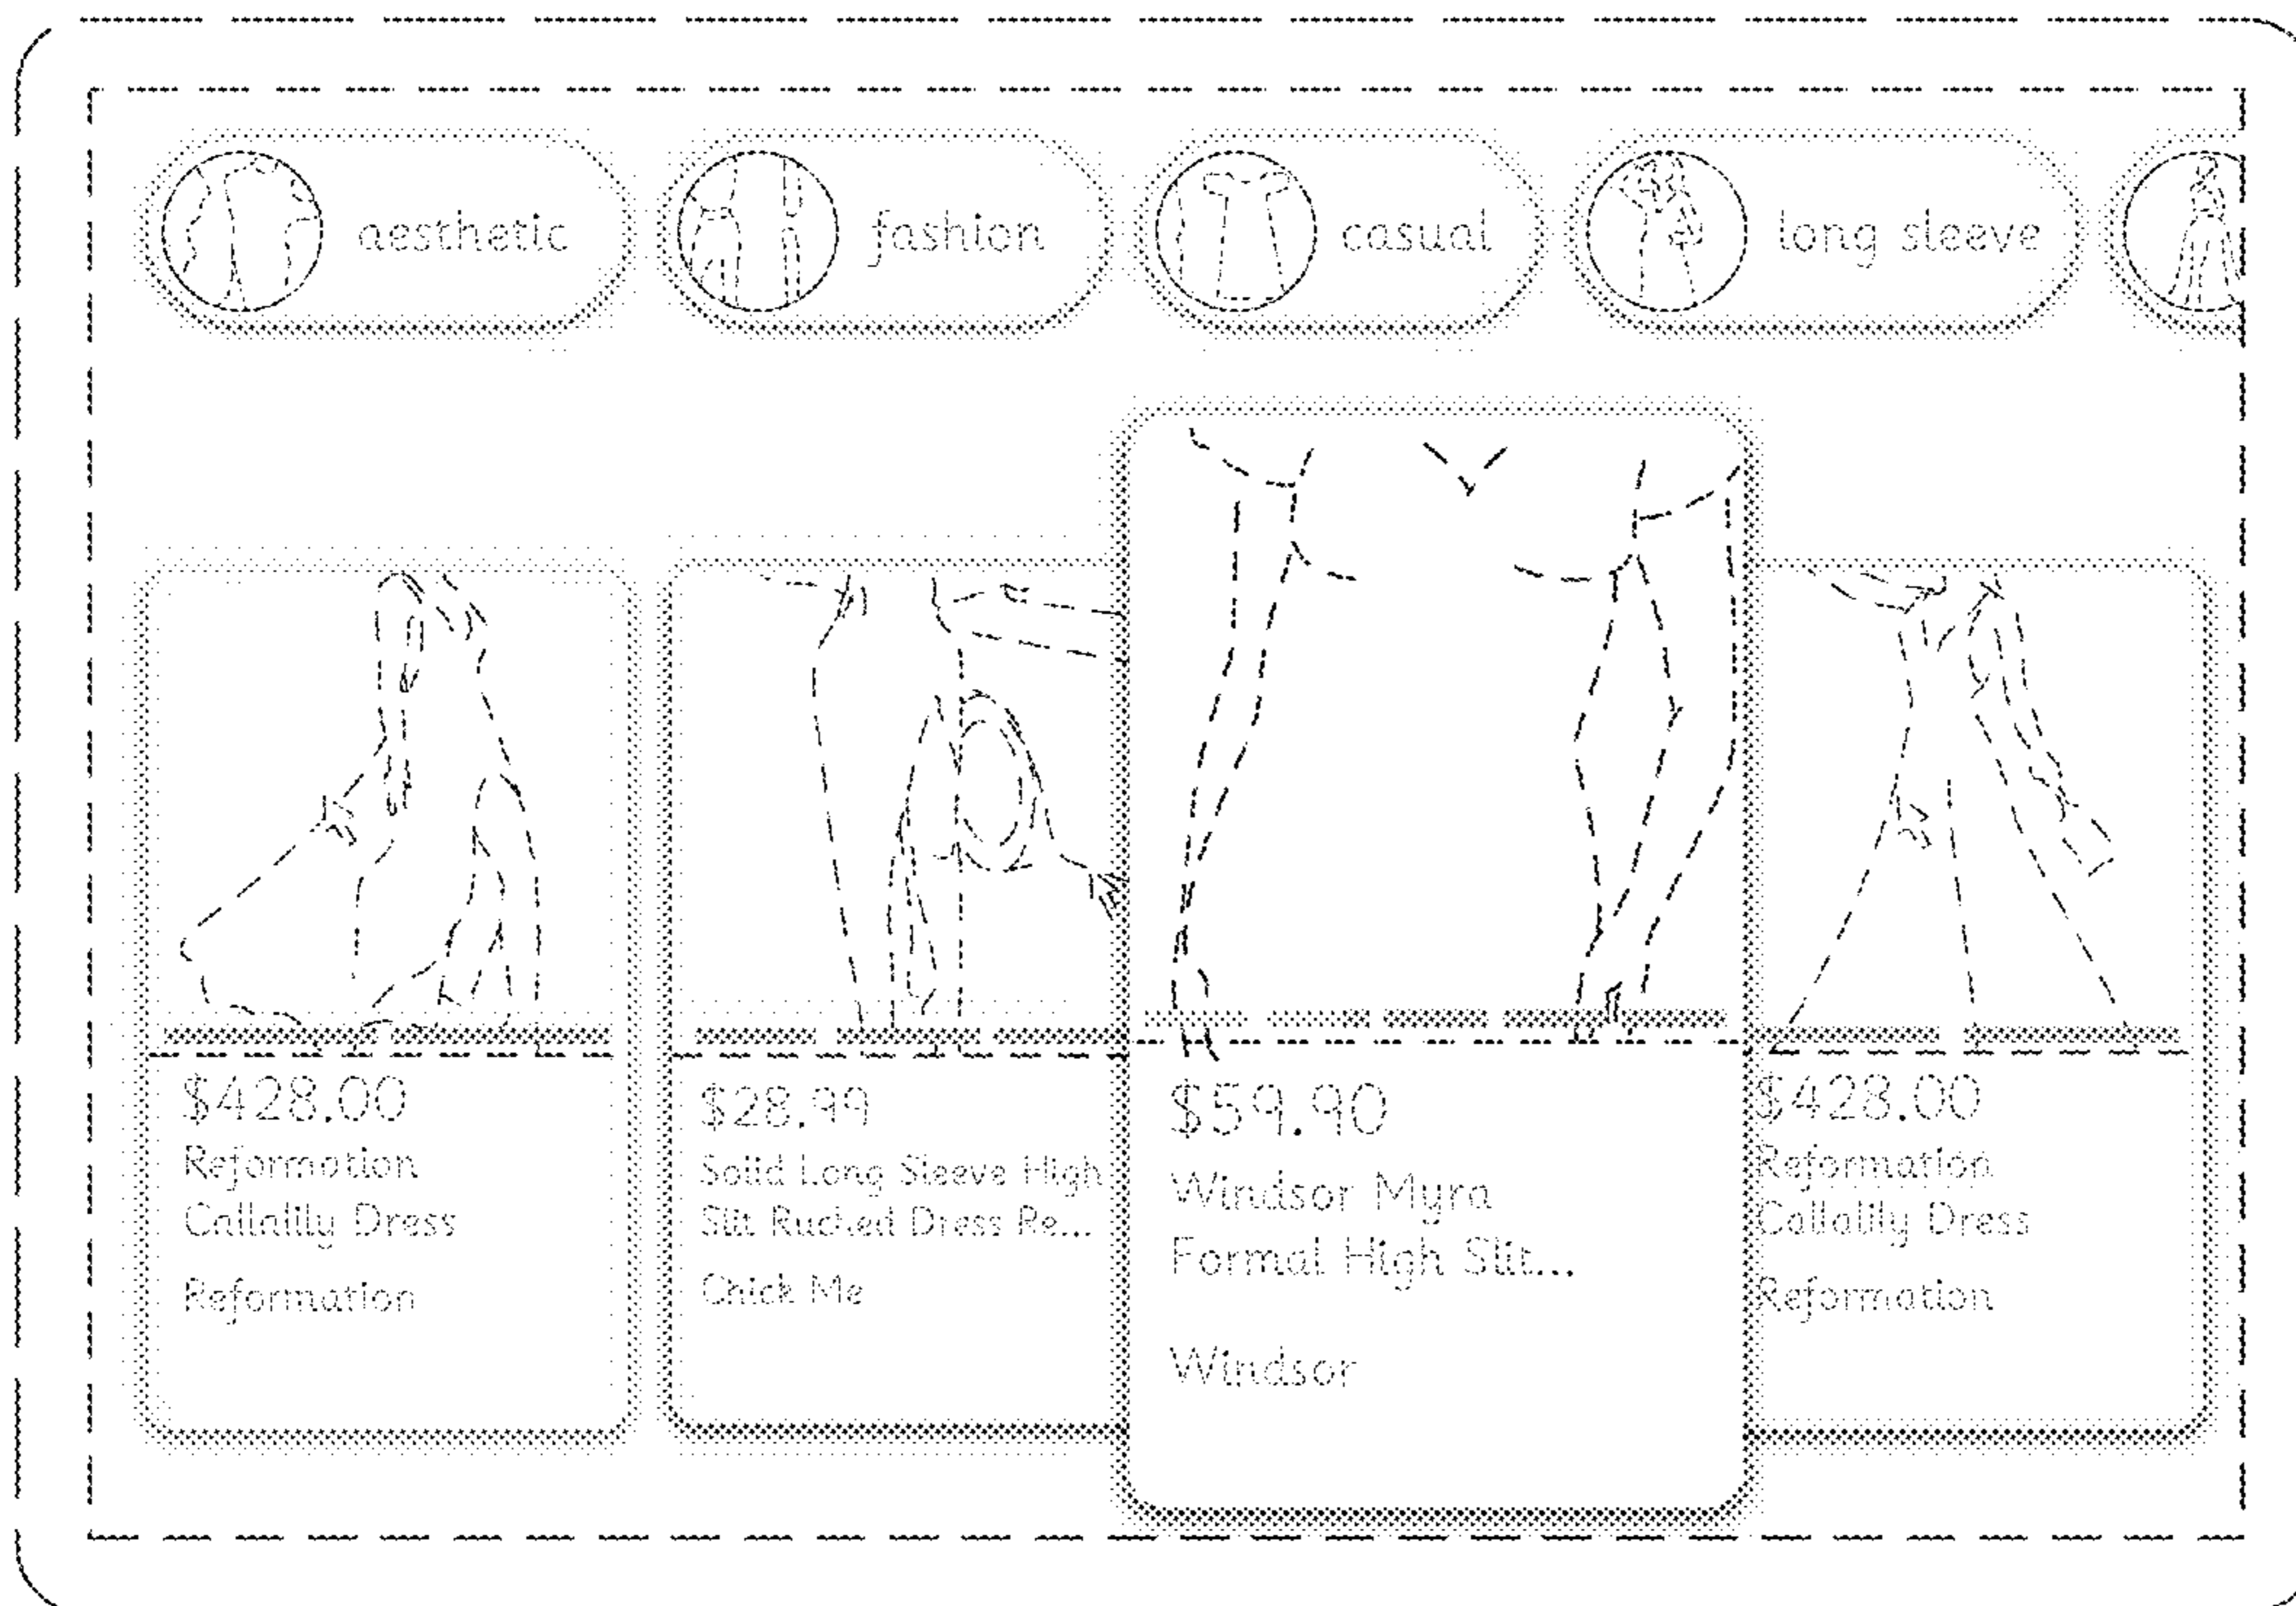 aesthetic
fashion
casual
long sleeve
$428.00
Reformation
Callalily Dress
Reformation
$28.99
Solid Long Sleeve High
Slit Ruched Dress Re...
Chick Me
$59.90
Windsor Myra
Formal High Slit...
Windsor
$428.00
Reformation
Callalily Dress
Reformation